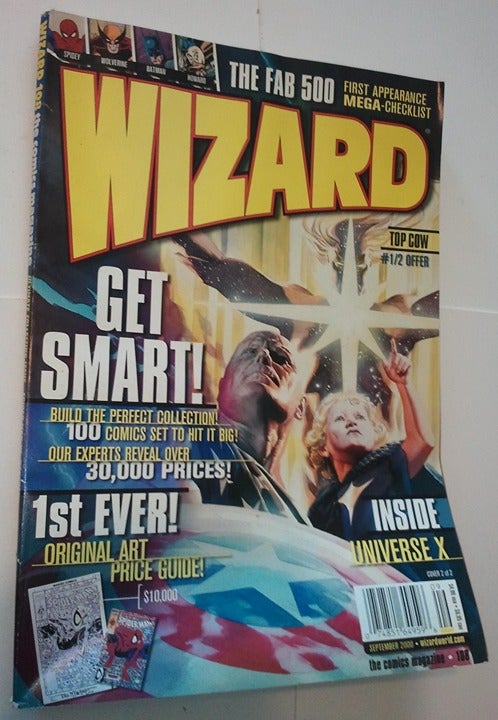 SPIDEY
WOLVERINE
BATMAN
HOWARD
THE FAB 500
FIRST APPEARANCE
MEGA-CHECKLIST
WIZARD
TOP COW
#1/2 OFFER
GET
SMART!
BUILD THE PERFECT COLLECTION!
100 COMICS SET TO HIT IT BIG!
OUR EXPERTS REVEAL OVER
30,000 PRICES!
1st EVER!
ORIGINAL ART
PRICE GUIDE!
$10,000
INSIDE
UNIVERSE X
COVER 2 of 2
09
SEPTEMBER 2000 • wizardworld.com
the comics magazine • 108